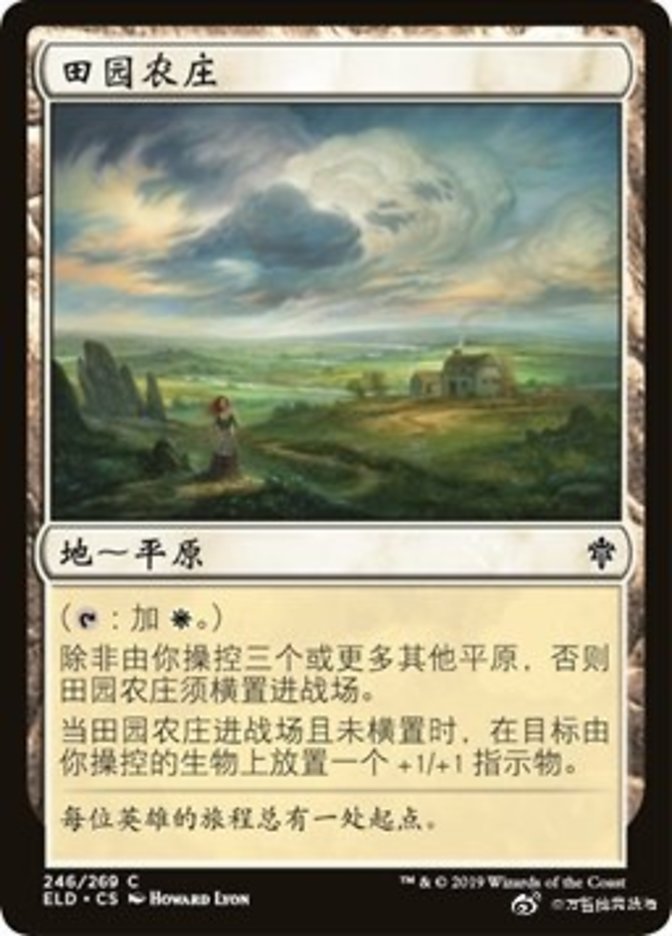 田园农庄
地～平原
( : 加 。)
除非由你操控三个或更多其他平原，否则
田园农庄须横置进战场。
当田园农庄进战场且未横置时，在目标由
你操控的生物上放置一个 +1/+1 指示物。
每位英雄的旅程总有一处起点。
246/269 C
ELD • CS Howard Lyon
™ & © 2019 Wizards of the Coast